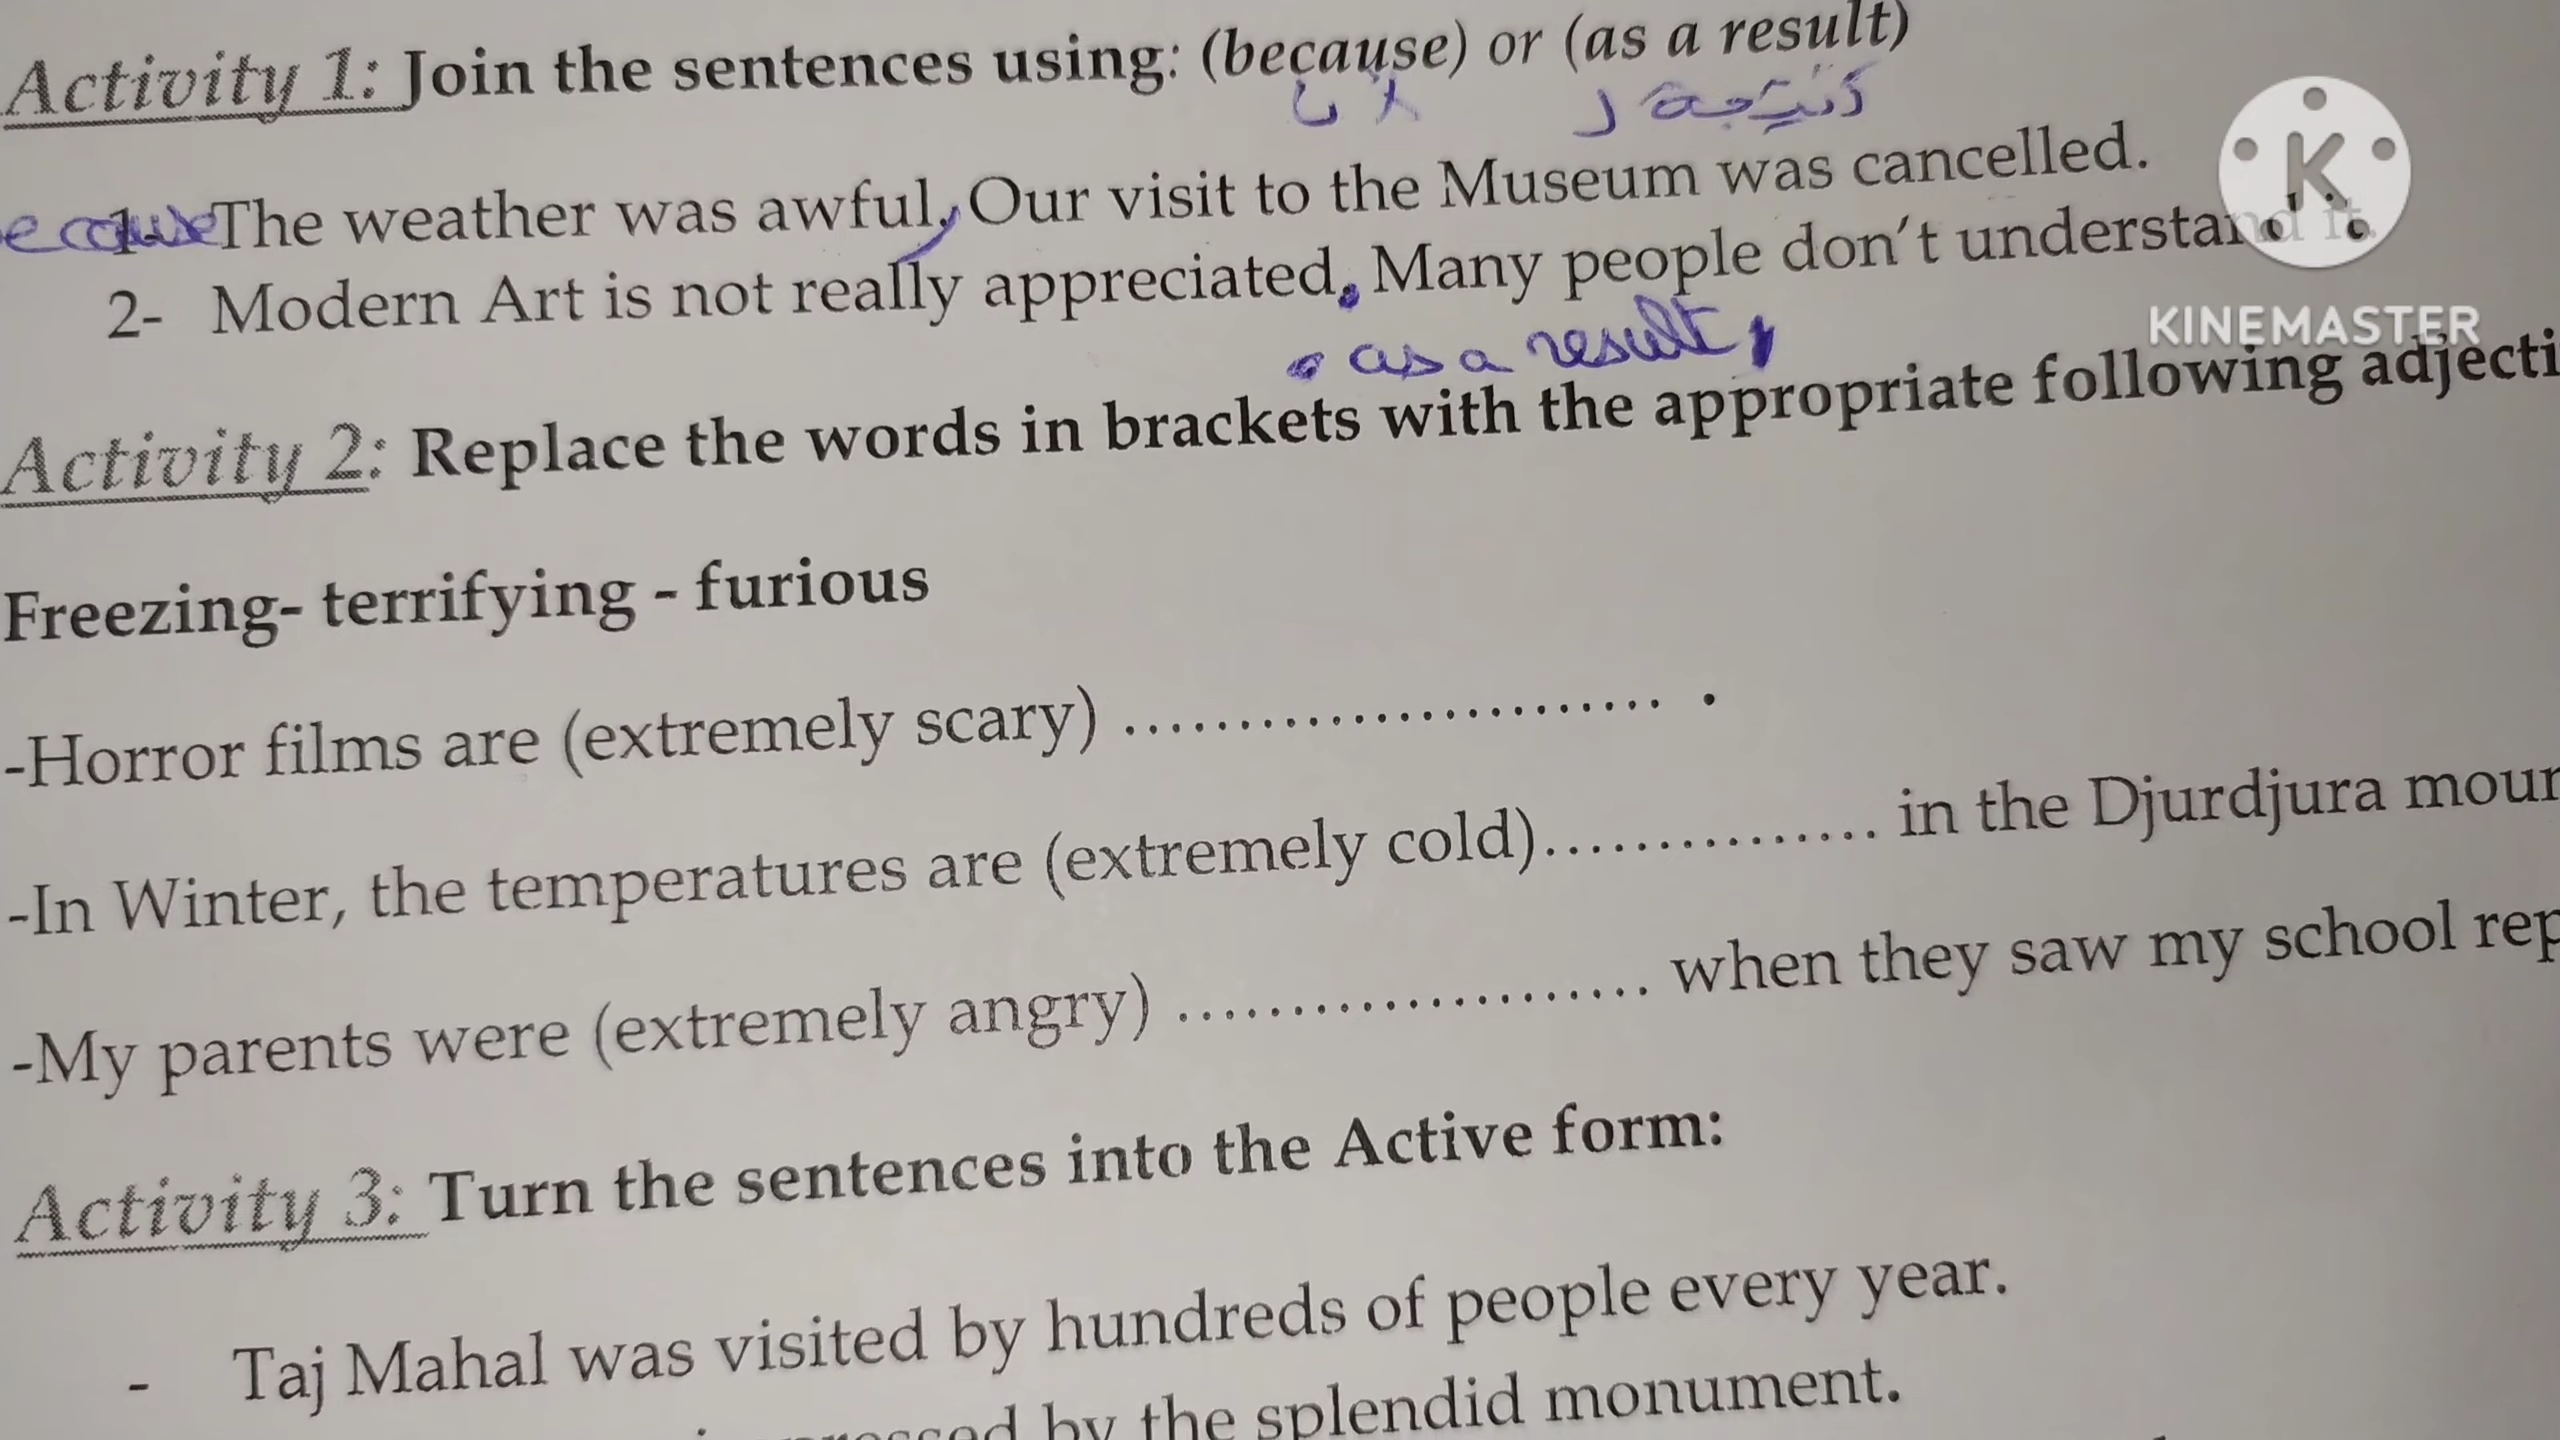 Activity 1: Join the sentences using: (because) or (as a result)
كنتيجة لـ
ecause 1- The weather was awful, Our visit to the Museum was cancelled.
2- Modern Art is not really appreciated. Many people don't understand it.
. as a result,
Activity 2: Replace the words in brackets with the appropriate following adjecti
Freezing- terrifying - furious
-Horror films are (extremely scary) ........................ .
-In Winter, the temperatures are (extremely cold)............... in the Djurdjura moun
-My parents were (extremely angry) ..................... when they saw my school rep
Activity 3: Turn the sentences into the Active form:
- Taj Mahal was visited by hundreds of people every year.
by the splendid monument.
K
KINEMASTER